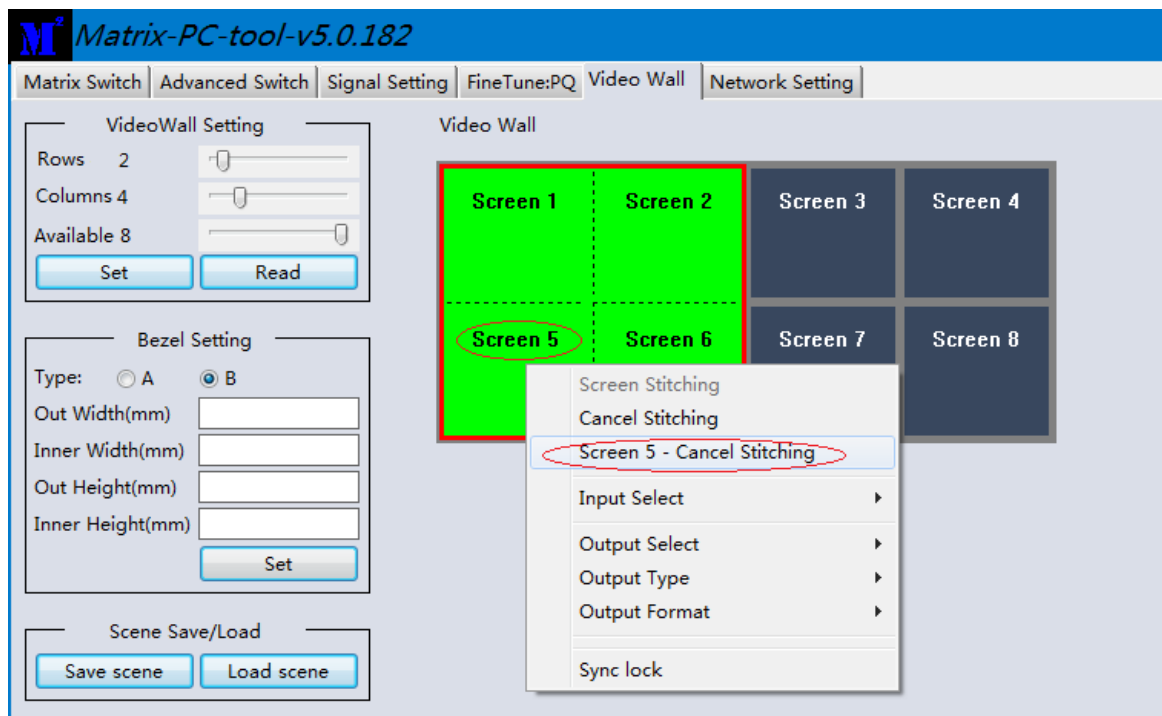 M² Matrix-PC-tool-v5.0.182
Matrix Switch Advanced Switch Signal Setting FineTune:PQ Video Wall Network Setting
VideoWall Setting
Rows 2
Columns 4
Available 8
Set Read
Bezel Setting
Type: A B
Out Width(mm)
Inner Width(mm)
Out Height(mm)
Inner Height(mm)
Set
Scene Save/Load
Save scene Load scene
Video Wall
Screen 1 Screen 2 Screen 3 Screen 4
Screen 5 Screen 6 Screen 7 Screen 8
Screen Stitching
Cancel Stitching
Screen 5 - Cancel Stitching
Input Select
Output Select
Output Type
Output Format
Sync lock